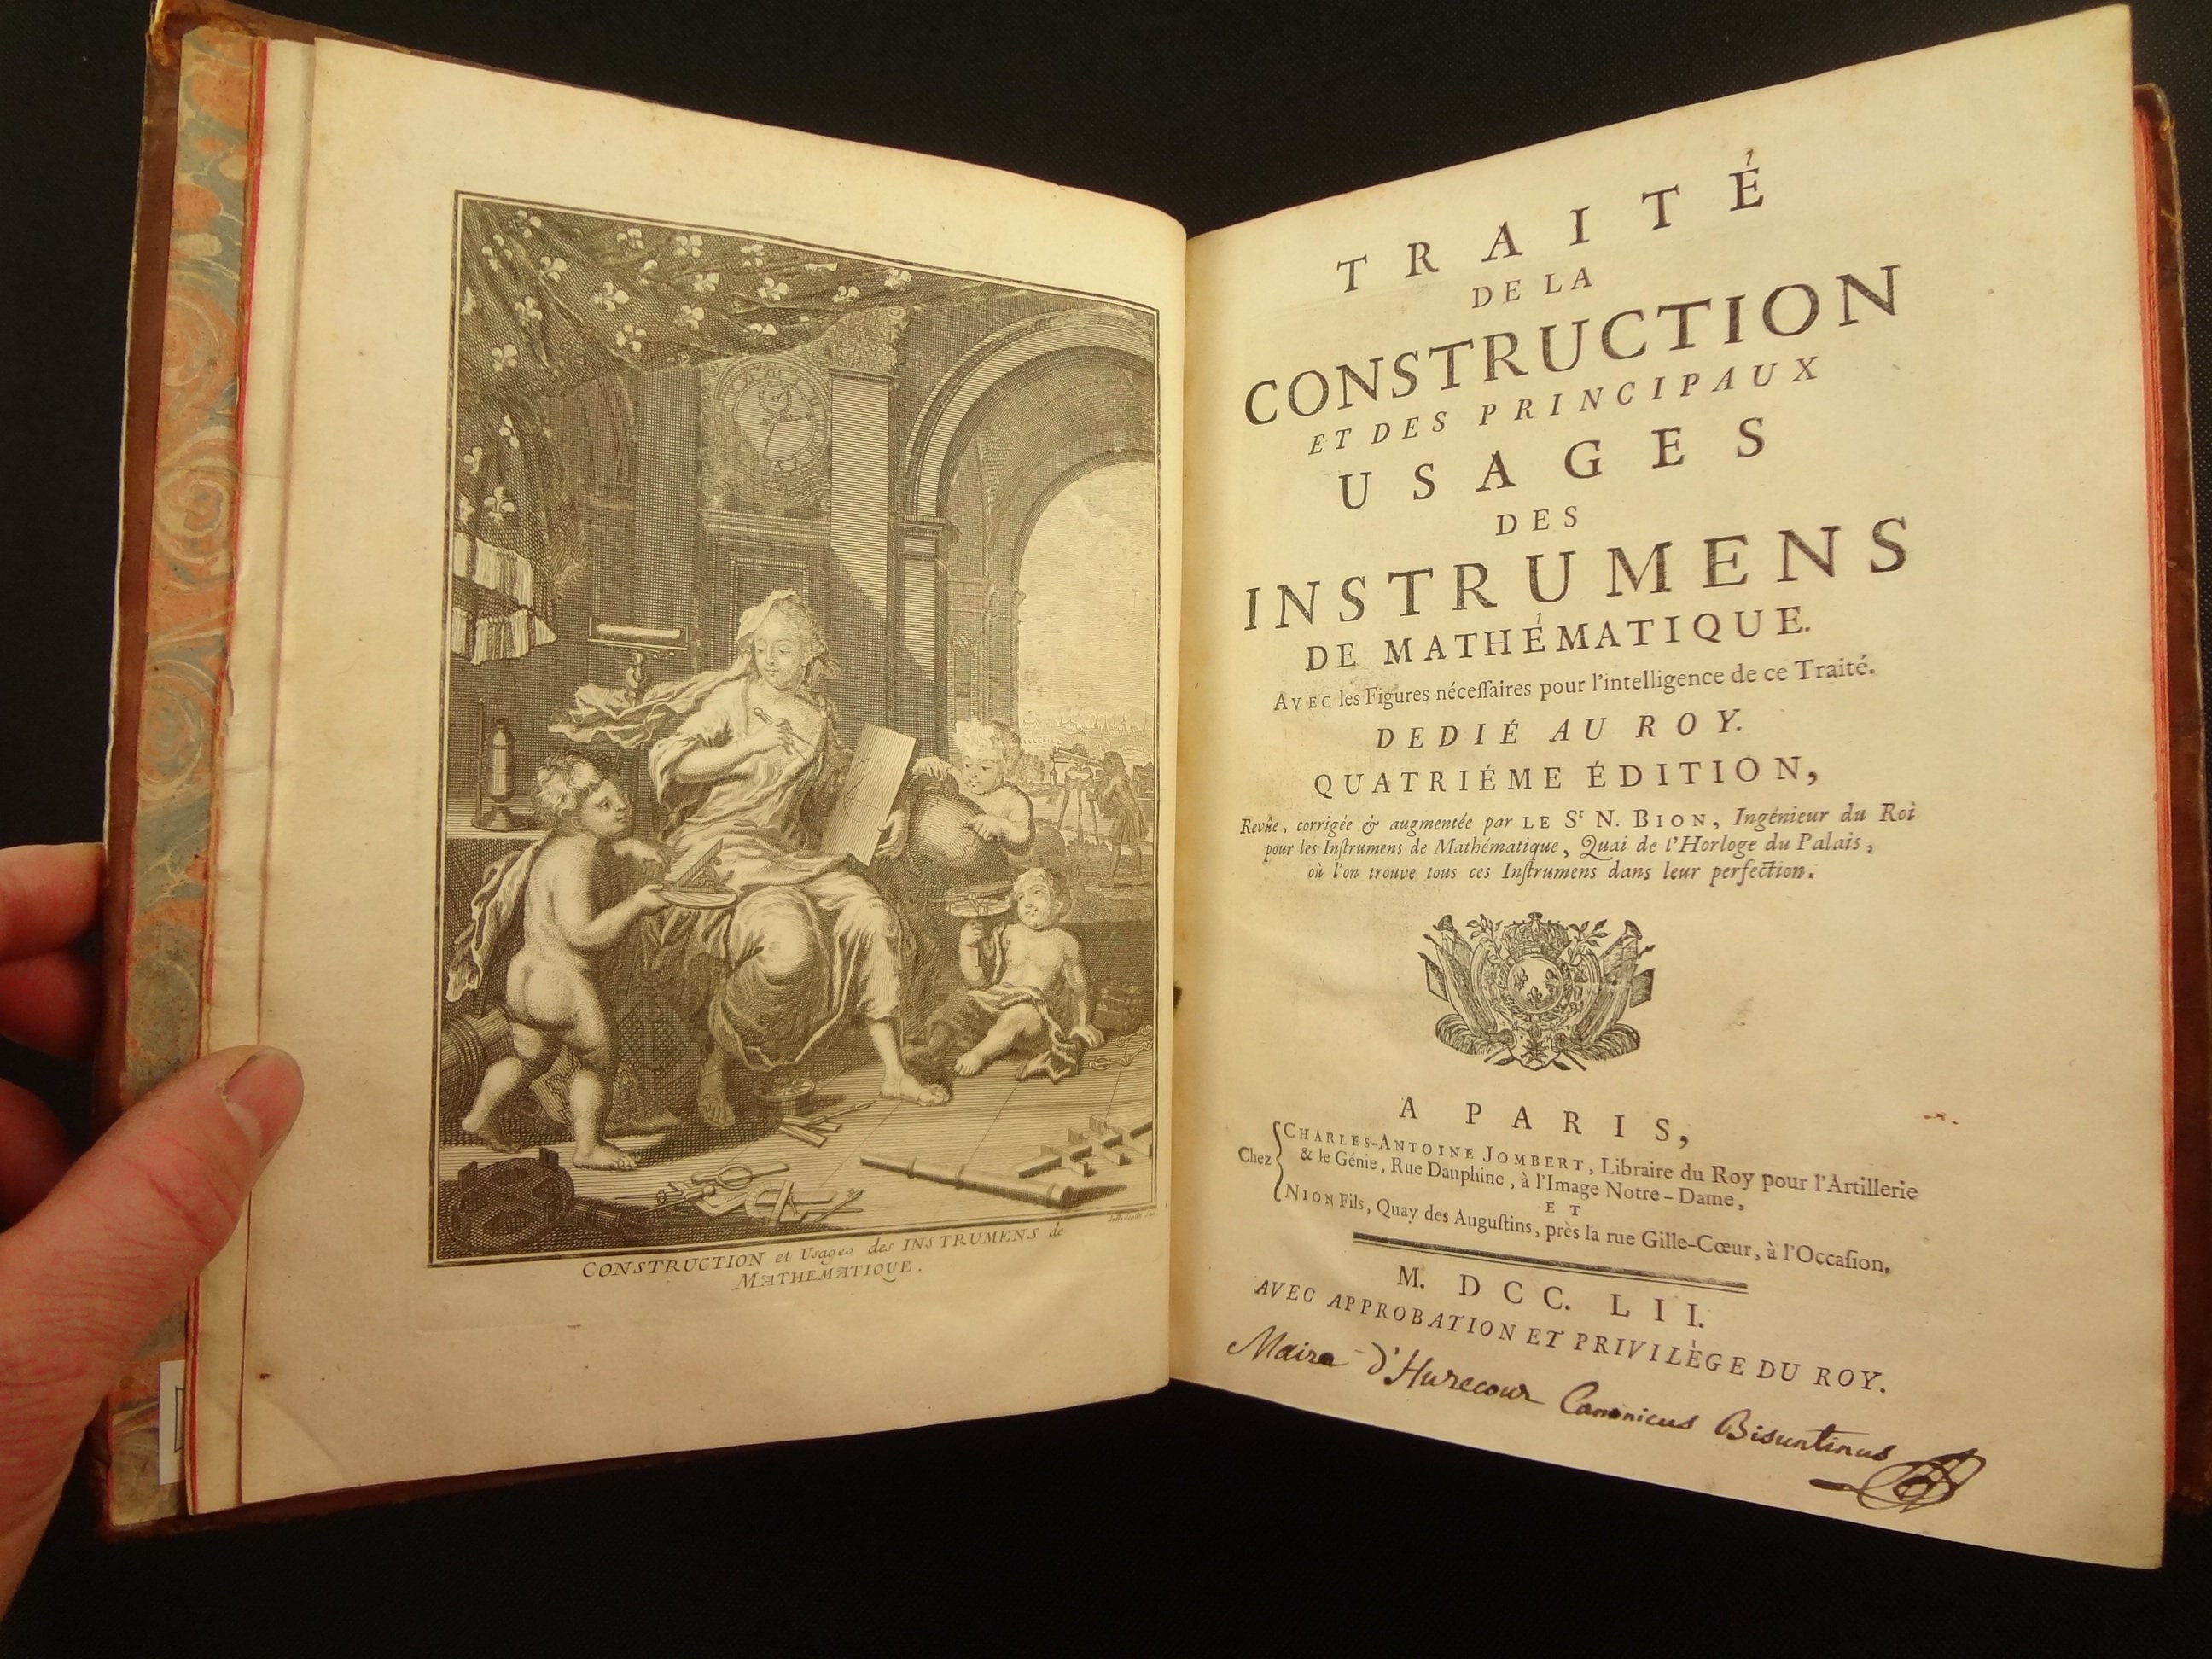 CONSTRUCTION et Usages des INSTRUMENS de
MATHEMATIQUE.
TRAITÉ
DE LA
CONSTRUCTION
ET DES PRINCIPAUX
USAGES
DES
INSTRUMENS
DE MATHÉMATIQUE.
AVEC les Figures néceſſaires pour l'intelligence de ce Traité.
DEDIÉ AU ROY.
QUATRIÉME ÉDITION,
Revûe, corrigée & augmentée par LE Sr N. BION, Ingénieur du Roi
pour les Inſtrumens de Mathématique, Quai de l'Horloge du Palais,
où l'on trouve tous ces Inſtrumens dans leur perfection.
A PARIS,
Chez
CHARLES-ANTOINE JOMBERT, Libraire du Roy pour l'Artillerie
& le Génie, Rue Dauphine, à l'Image Notre-Dame,
ET
NION Fils, Quay des Auguſtins, près la rue Gille-Cœur, à l'Occaſion.
M. DCC. LII.
AVEC APPROBATION ET PRIVILÈGE DU ROY.
Maire d'Hurecour Canonicus Bisuntinus